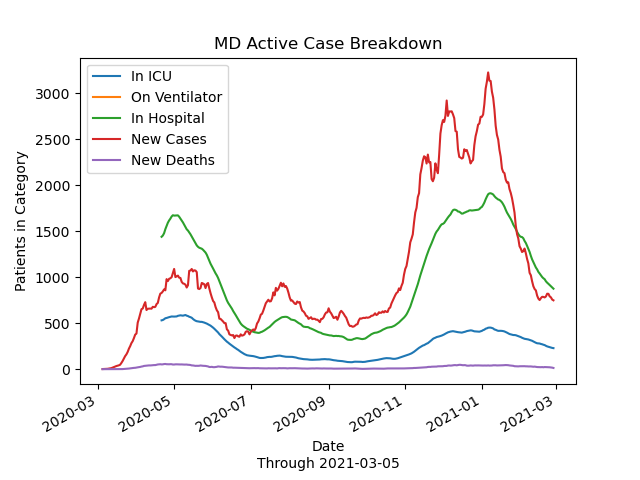 MD Active Case Breakdown
In ICU
On Ventilator
In Hospital
New Cases
New Deaths
Patients in Category
3000
2500
2000
1500
1000
500
0
2020-03
2020-05
2020-07
2020-09
2020-11
2021-01
2021-03
Date
Through 2021-03-05